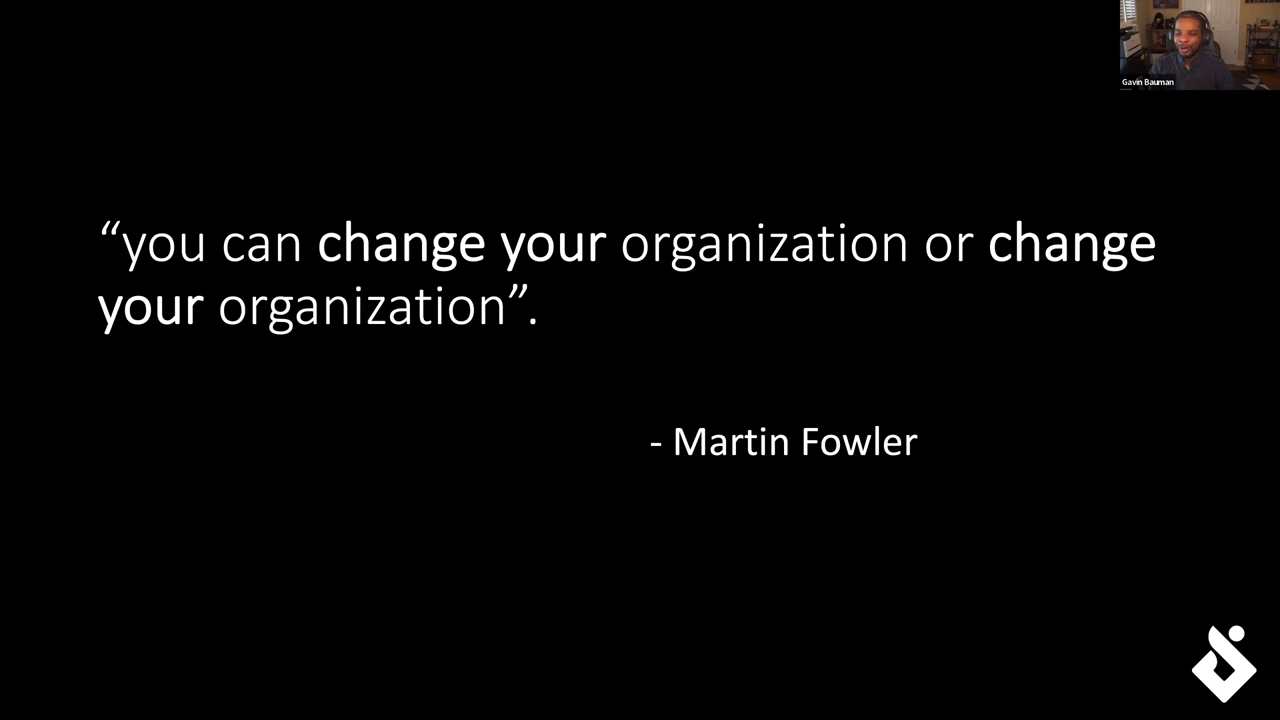 Gavin Bauman
“you can change your organization or change
your organization”.
- Martin Fowler